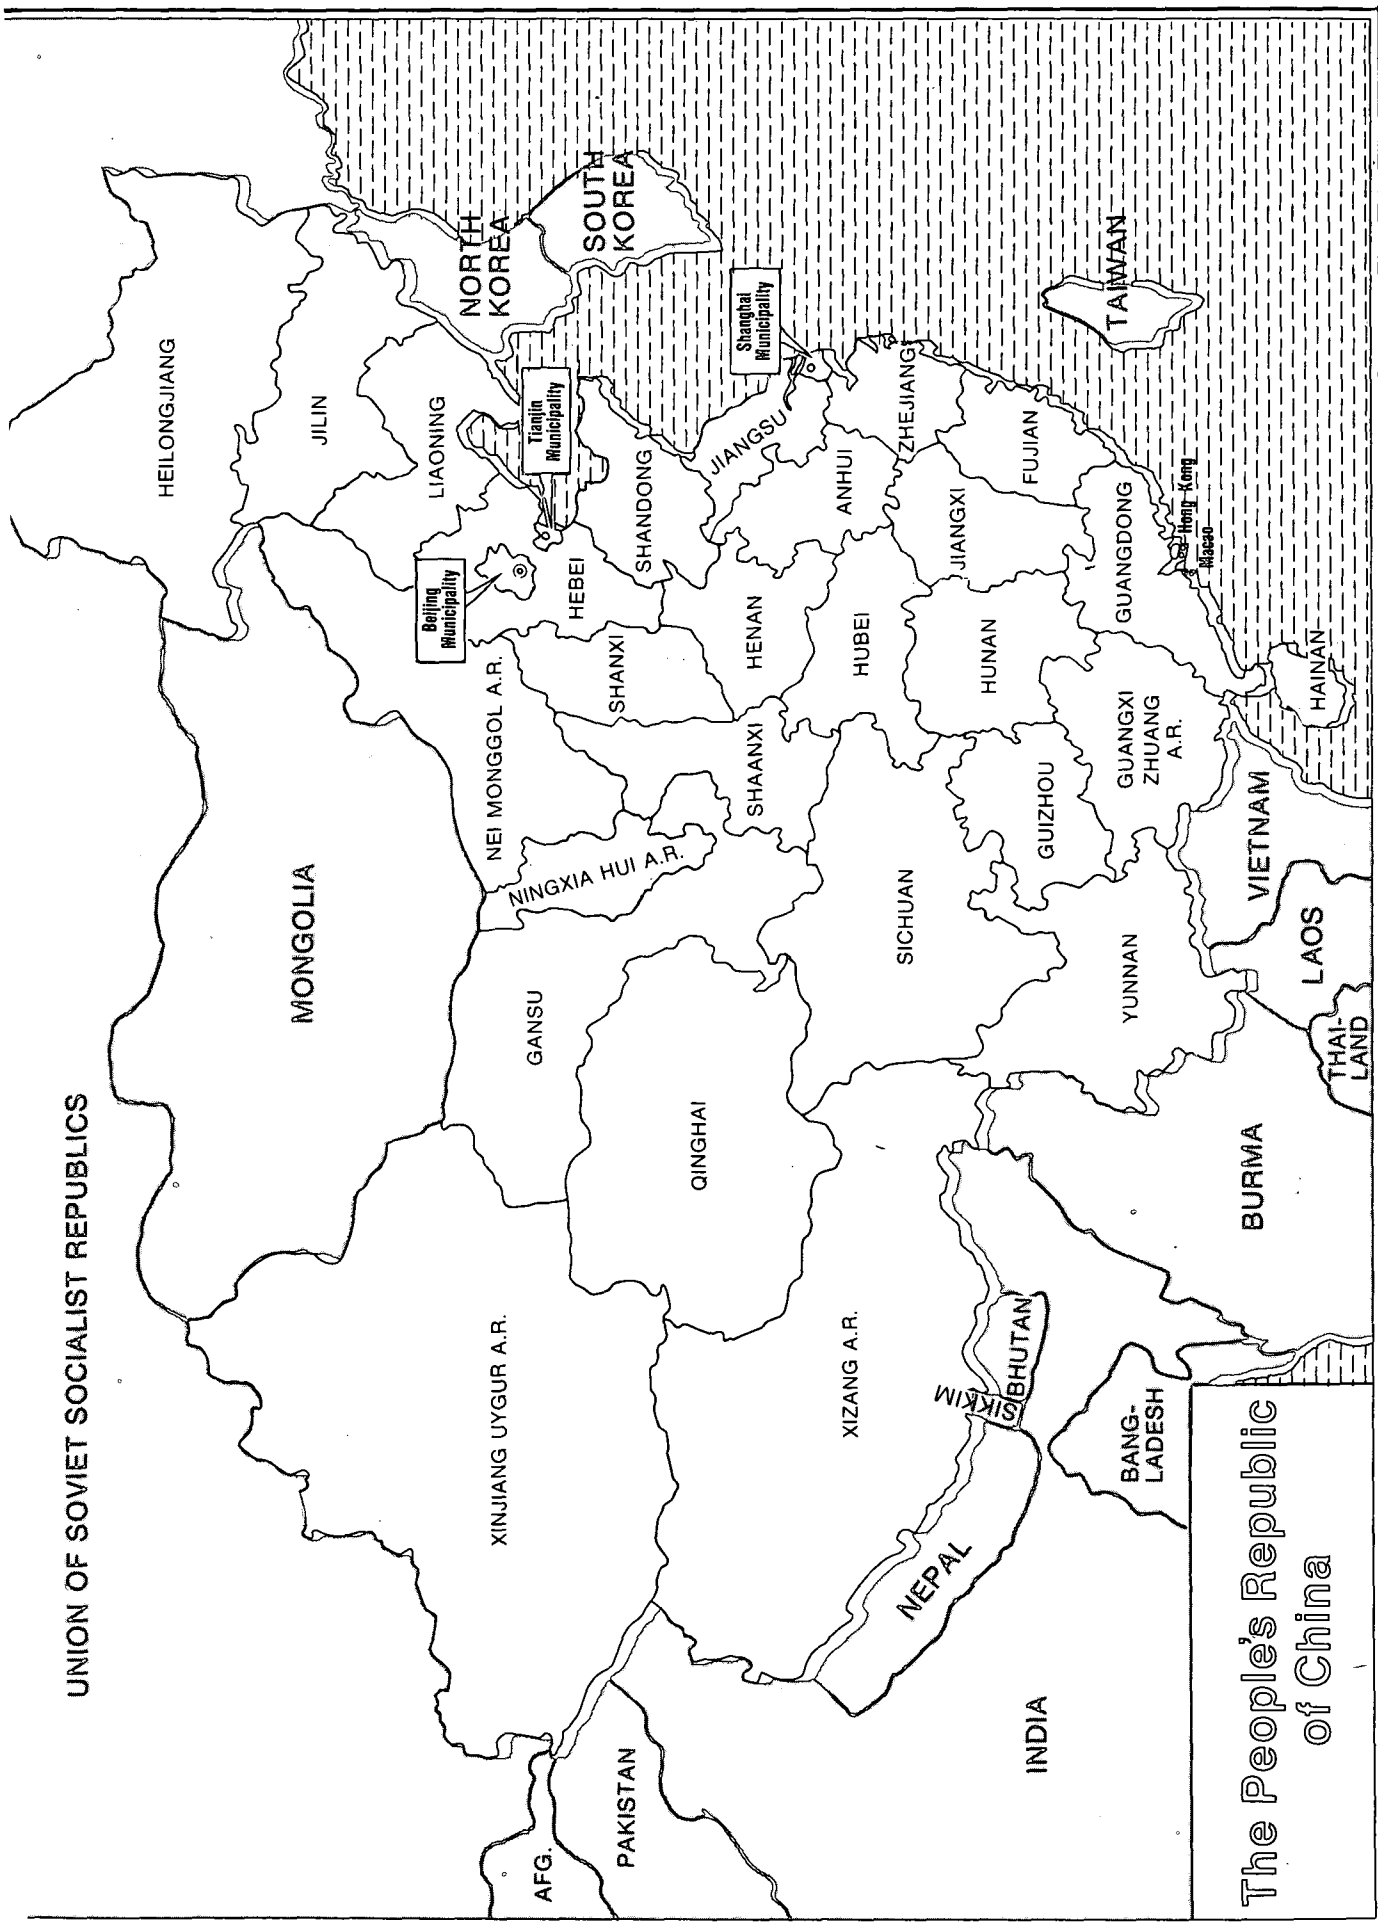 UNION OF SOVIET SOCIALIST REPUBLICS
MONGOLIA
HEILONGJIANG
JILIN
LIAONING
NORTH
KOREA
SOUTH
KOREA
Beijing
Municipality
Tianjin
Municipality
NEI MONGGOL A.R.
HEBEI
SHANXI
SHANDONG
XINJIANG UYGUR A.R.
GANSU
NINGXIA HUI A.R.
QINGHAI
SHAANXI
HENAN
JIANGSU
Shanghai
Municipality
AFG.
PAKISTAN
XIZANG A.R.
SICHUAN
HUBEI
ANHUI
ZHEJIANG
HUNAN
JIANGXI
FUJIAN
GUIZHOU
YUNNAN
GUANGXI
ZHUANG
A.R.
GUANGDONG
TAIWAN
Hong Kong
Macao
HAINAN
NEPAL
SIKKIM
BHUTAN
INDIA
BANG-
LADESH
BURMA
VIETNAM
LAOS
THAI-
LAND
The People's Republic
of China